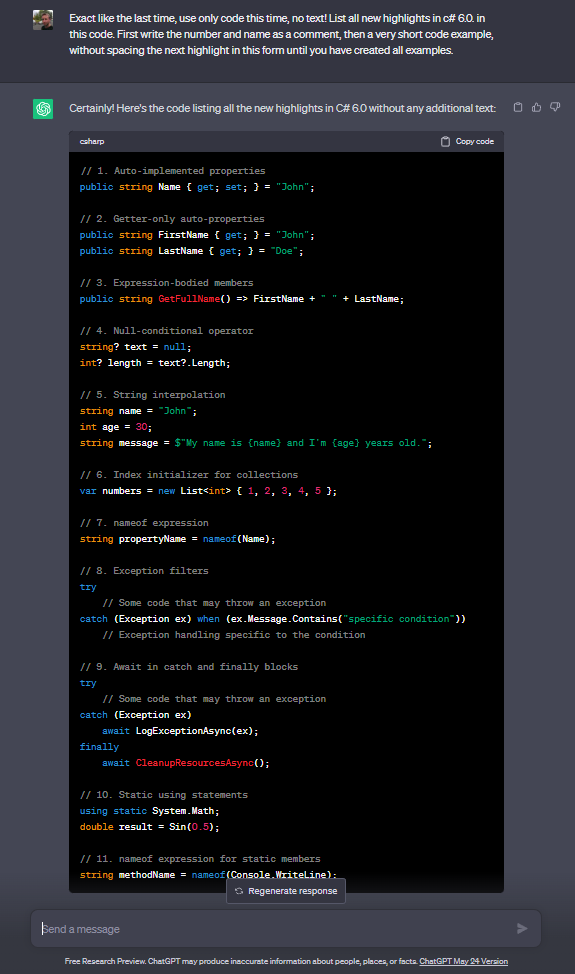 Exact like the last time, use only code this time, no text! List all new highlights in c# 6.0. in
this code. First write the number and name as a comment, then a very short code example,
without spacing the next highlight in this form until you have created all examples.
Certainly! Here's the code listing all the new highlights in C# 6.0 without any additional text:
csharp
Copy code
// 1. Auto-implemented properties
public string Name { get; set; } = "John";
// 2. Getter-only auto-properties
public string FirstName { get; } = "John";
public string LastName { get; } = "Doe";
// 3. Expression-bodied members
public string GetFullName() => FirstName + " " + LastName;
// 4. Null-conditional operator
string? text = null;
int? length = text?.Length;
// 5. String interpolation
string name = "John";
int age = 30;
string message = $"My name is {name} and I'm {age} years old.";
// 6. Index initializer for collections
var numbers = new List<int> { 1, 2, 3, 4, 5 };
// 7. nameof expression
string propertyName = nameof(Name);
// 8. Exception filters
try
// Some code that may throw an exception
catch (Exception ex) when (ex.Message.Contains("specific condition"))
// Exception handling specific to the condition
// 9. Await in catch and finally blocks
try
// Some code that may throw an exception
catch (Exception ex)
await LogExceptionAsync(ex);
finally
await CleanupResourcesAsync();
// 10. Static using statements
using static System.Math;
double result = Sin(0.5);
// 11. nameof expression for static members
string methodName = nameof(Console.WriteLine);
Regenerate response
Send a message
Free Research Preview. ChatGPT may produce inaccurate information about people, places, or facts. ChatGPT May 24 Version